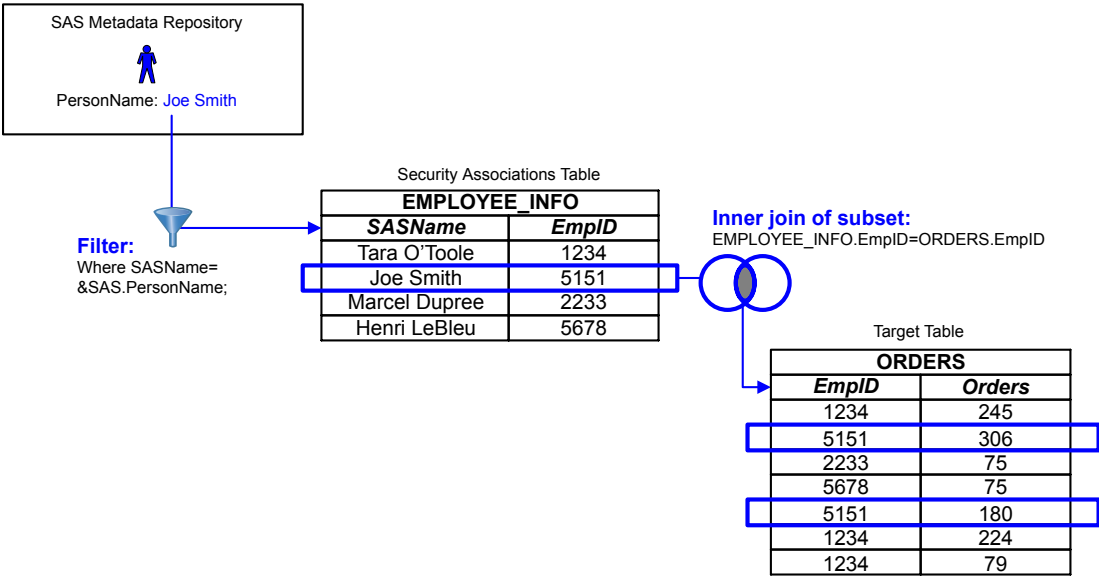 SAS Metadata Repository
PersonName: Joe Smith
Filter:
Where SASName=
&SAS.PersonName;
Security Associations Table
EMPLOYEE_INFO
SASName EmpID
Tara O'Toole 1234
Joe Smith 5151
Marcel Dupree 2233
Henri LeBleu 5678
Inner join of subset:
EMPLOYEE_INFO.EmpID=ORDERS.EmpID
Target Table
ORDERS
EmpID Orders
1234 245
5151 306
2233 75
5678 75
5151 180
1234 224
1234 79